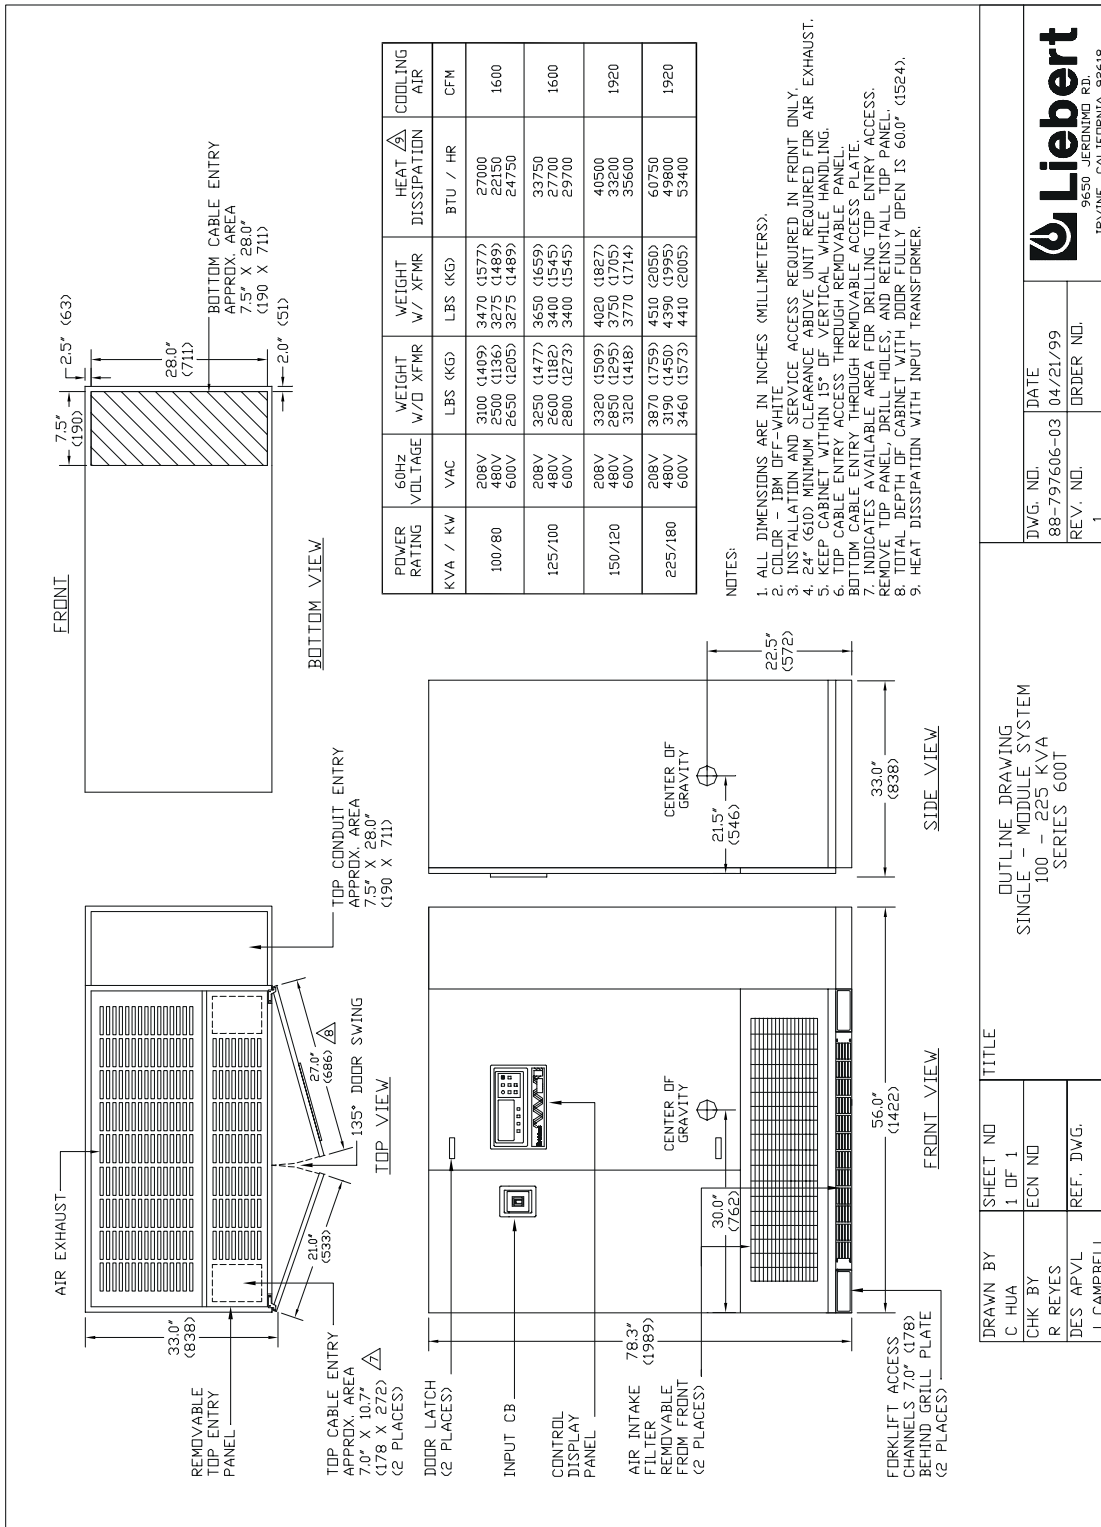 AIR EXHAUST
33.0"
(838)
REMOVABLE
TOP ENTRY
PANEL
TOP CABLE ENTRY
APPROX. AREA
7.0" X 10.7" 7
(178 X 272)
(2 PLACES)
21.0"
(533)
27.0"
(686) 8
135° DOOR SWING
TOP VIEW
TOP CONDUIT ENTRY
APPROX. AREA
7.5" X 28.0"
(190 X 711)
FRONT
7.5"
(190)
2.5" (63)
28.0"
(711)
BOTTOM CABLE ENTRY
APPROX. AREA
7.5" X 28.0"
(190 X 711)
2.0" (51)
BOTTOM VIEW
DOOR LATCH
(2 PLACES)
INPUT CB
CONTROL
DISPLAY
PANEL
78.3"
(1989)
AIR INTAKE
FILTER
REMOVABLE
FROM FRONT
(2 PLACES)
30.0"
(762)
CENTER OF
GRAVITY
56.0"
(1422)
FORKLIFT ACCESS
CHANNELS 7.0" (178)
BEHIND GRILL PLATE
(2 PLACES)
FRONT VIEW
CENTER OF
GRAVITY
21.5"
(546)
22.5"
(572)
33.0"
(838)
SIDE VIEW
POWER RATING 60Hz VOLTAGE WEIGHT W/O XFMR WEIGHT W/ XFMR HEAT 9 DISSIPATION COOLING AIR
KVA / KW VAC LBS (KG) LBS (KG) BTU / HR CFM
100/80 208V 3100 (1409) 3470 (1577) 27000 1600
480V 2500 (1136) 3275 (1489) 22150
600V 2650 (1205) 3275 (1489) 24750
125/100 208V 3250 (1477) 3650 (1659) 33750 1600
480V 2600 (1182) 3400 (1545) 27700
600V 2800 (1273) 3400 (1545) 29700
150/120 208V 3320 (1509) 4020 (1827) 40500 1920
480V 2850 (1295) 3750 (1705) 33200
600V 3120 (1418) 3770 (1714) 35600
225/180 208V 3870 (1759) 4510 (2050) 60750 1920
480V 3190 (1450) 4390 (1995) 49800
600V 3460 (1573) 4410 (2005) 53400
NOTES:
1. ALL DIMENSIONS ARE IN INCHES (MILLIMETERS).
2. COLOR - IBM OFF-WHITE
3. INSTALLATION AND SERVICE ACCESS REQUIRED IN FRONT ONLY.
4. 24" (610) MINIMUM CLEARANCE ABOVE UNIT REQUIRED FOR AIR EXHAUST.
5. KEEP CABINET WITHIN 15° OF VERTICAL WHILE HANDLING.
6. TOP CABLE ENTRY ACCESS THROUGH REMOVABLE PANEL.
BOTTOM CABLE ENTRY THROUGH REMOVABLE ACCESS PLATE.
7. INDICATES AVAILABLE AREA FOR DRILLING TOP ENTRY ACCESS.
REMOVE TOP PANEL, DRILL HOLES, AND REINSTALL TOP PANEL.
8. TOTAL DEPTH OF CABINET WITH DOOR FULLY OPEN IS 60.0" (1524).
9. HEAT DISSIPATION WITH INPUT TRANSFORMER.
DRAWN BY
C HUA
SHEET NO
1 OF 1
CHK BY
R REYES
ECN NO
DES APVL
REF. DWG.
TITLE
OUTLINE DRAWING
SINGLE - MODULE SYSTEM
100 - 225 KVA
SERIES 600T
DWG. NO.
88-797606-03
DATE
04/21/99
REV. NO.
1
ORDER NO.
Liebert
9650 JERONIMO RD.
IRVINE, CALIFORNIA 92618